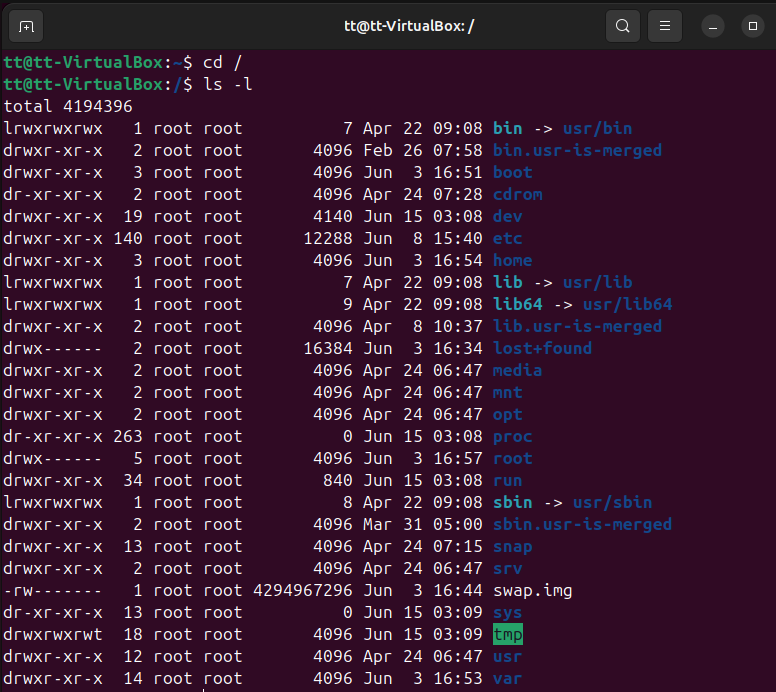 tt@tt-VirtualBox: /
tt@tt-VirtualBox:~$ cd /
tt@tt-VirtualBox:/$ ls -l
total 4194396
lrwxrwxrwx   1 root root          7 Apr 22 09:08 bin -> usr/bin
drwxr-xr-x   2 root root       4096 Feb 26 07:58 bin.usr-is-merged
drwxr-xr-x   3 root root       4096 Jun  3 16:51 boot
dr-xr-xr-x   2 root root       4096 Apr 24 07:28 cdrom
drwxr-xr-x  19 root root       4140 Jun 15 03:08 dev
drwxr-xr-x 140 root root      12288 Jun  8 15:40 etc
drwxr-xr-x   3 root root       4096 Jun  3 16:54 home
lrwxrwxrwx   1 root root          7 Apr 22 09:08 lib -> usr/lib
lrwxrwxrwx   1 root root          9 Apr 22 09:08 lib64 -> usr/lib64
drwxr-xr-x   2 root root       4096 Apr  8 10:37 lib.usr-is-merged
drwx------   2 root root      16384 Jun  3 16:34 lost+found
drwxr-xr-x   2 root root       4096 Apr 24 06:47 media
drwxr-xr-x   2 root root       4096 Apr 24 06:47 mnt
drwxr-xr-x   2 root root       4096 Apr 24 06:47 opt
dr-xr-xr-x 263 root root          0 Jun 15 03:08 proc
drwx------   5 root root       4096 Jun  3 16:57 root
drwxr-xr-x  34 root root        840 Jun 15 03:08 run
lrwxrwxrwx   1 root root          8 Apr 22 09:08 sbin -> usr/sbin
drwxr-xr-x   2 root root       4096 Mar 31 05:00 sbin.usr-is-merged
drwxr-xr-x  13 root root       4096 Apr 24 07:15 snap
drwxr-xr-x   2 root root       4096 Apr 24 06:47 srv
-rw-------   1 root root 4294967296 Jun  3 16:44 swap.img
dr-xr-xr-x  13 root root          0 Jun 15 03:09 sys
drwxrwxrwt  18 root root       4096 Jun 15 03:09 tmp
drwxr-xr-x  12 root root       4096 Apr 24 06:47 usr
drwxr-xr-x  14 root root       4096 Jun  3 16:53 var